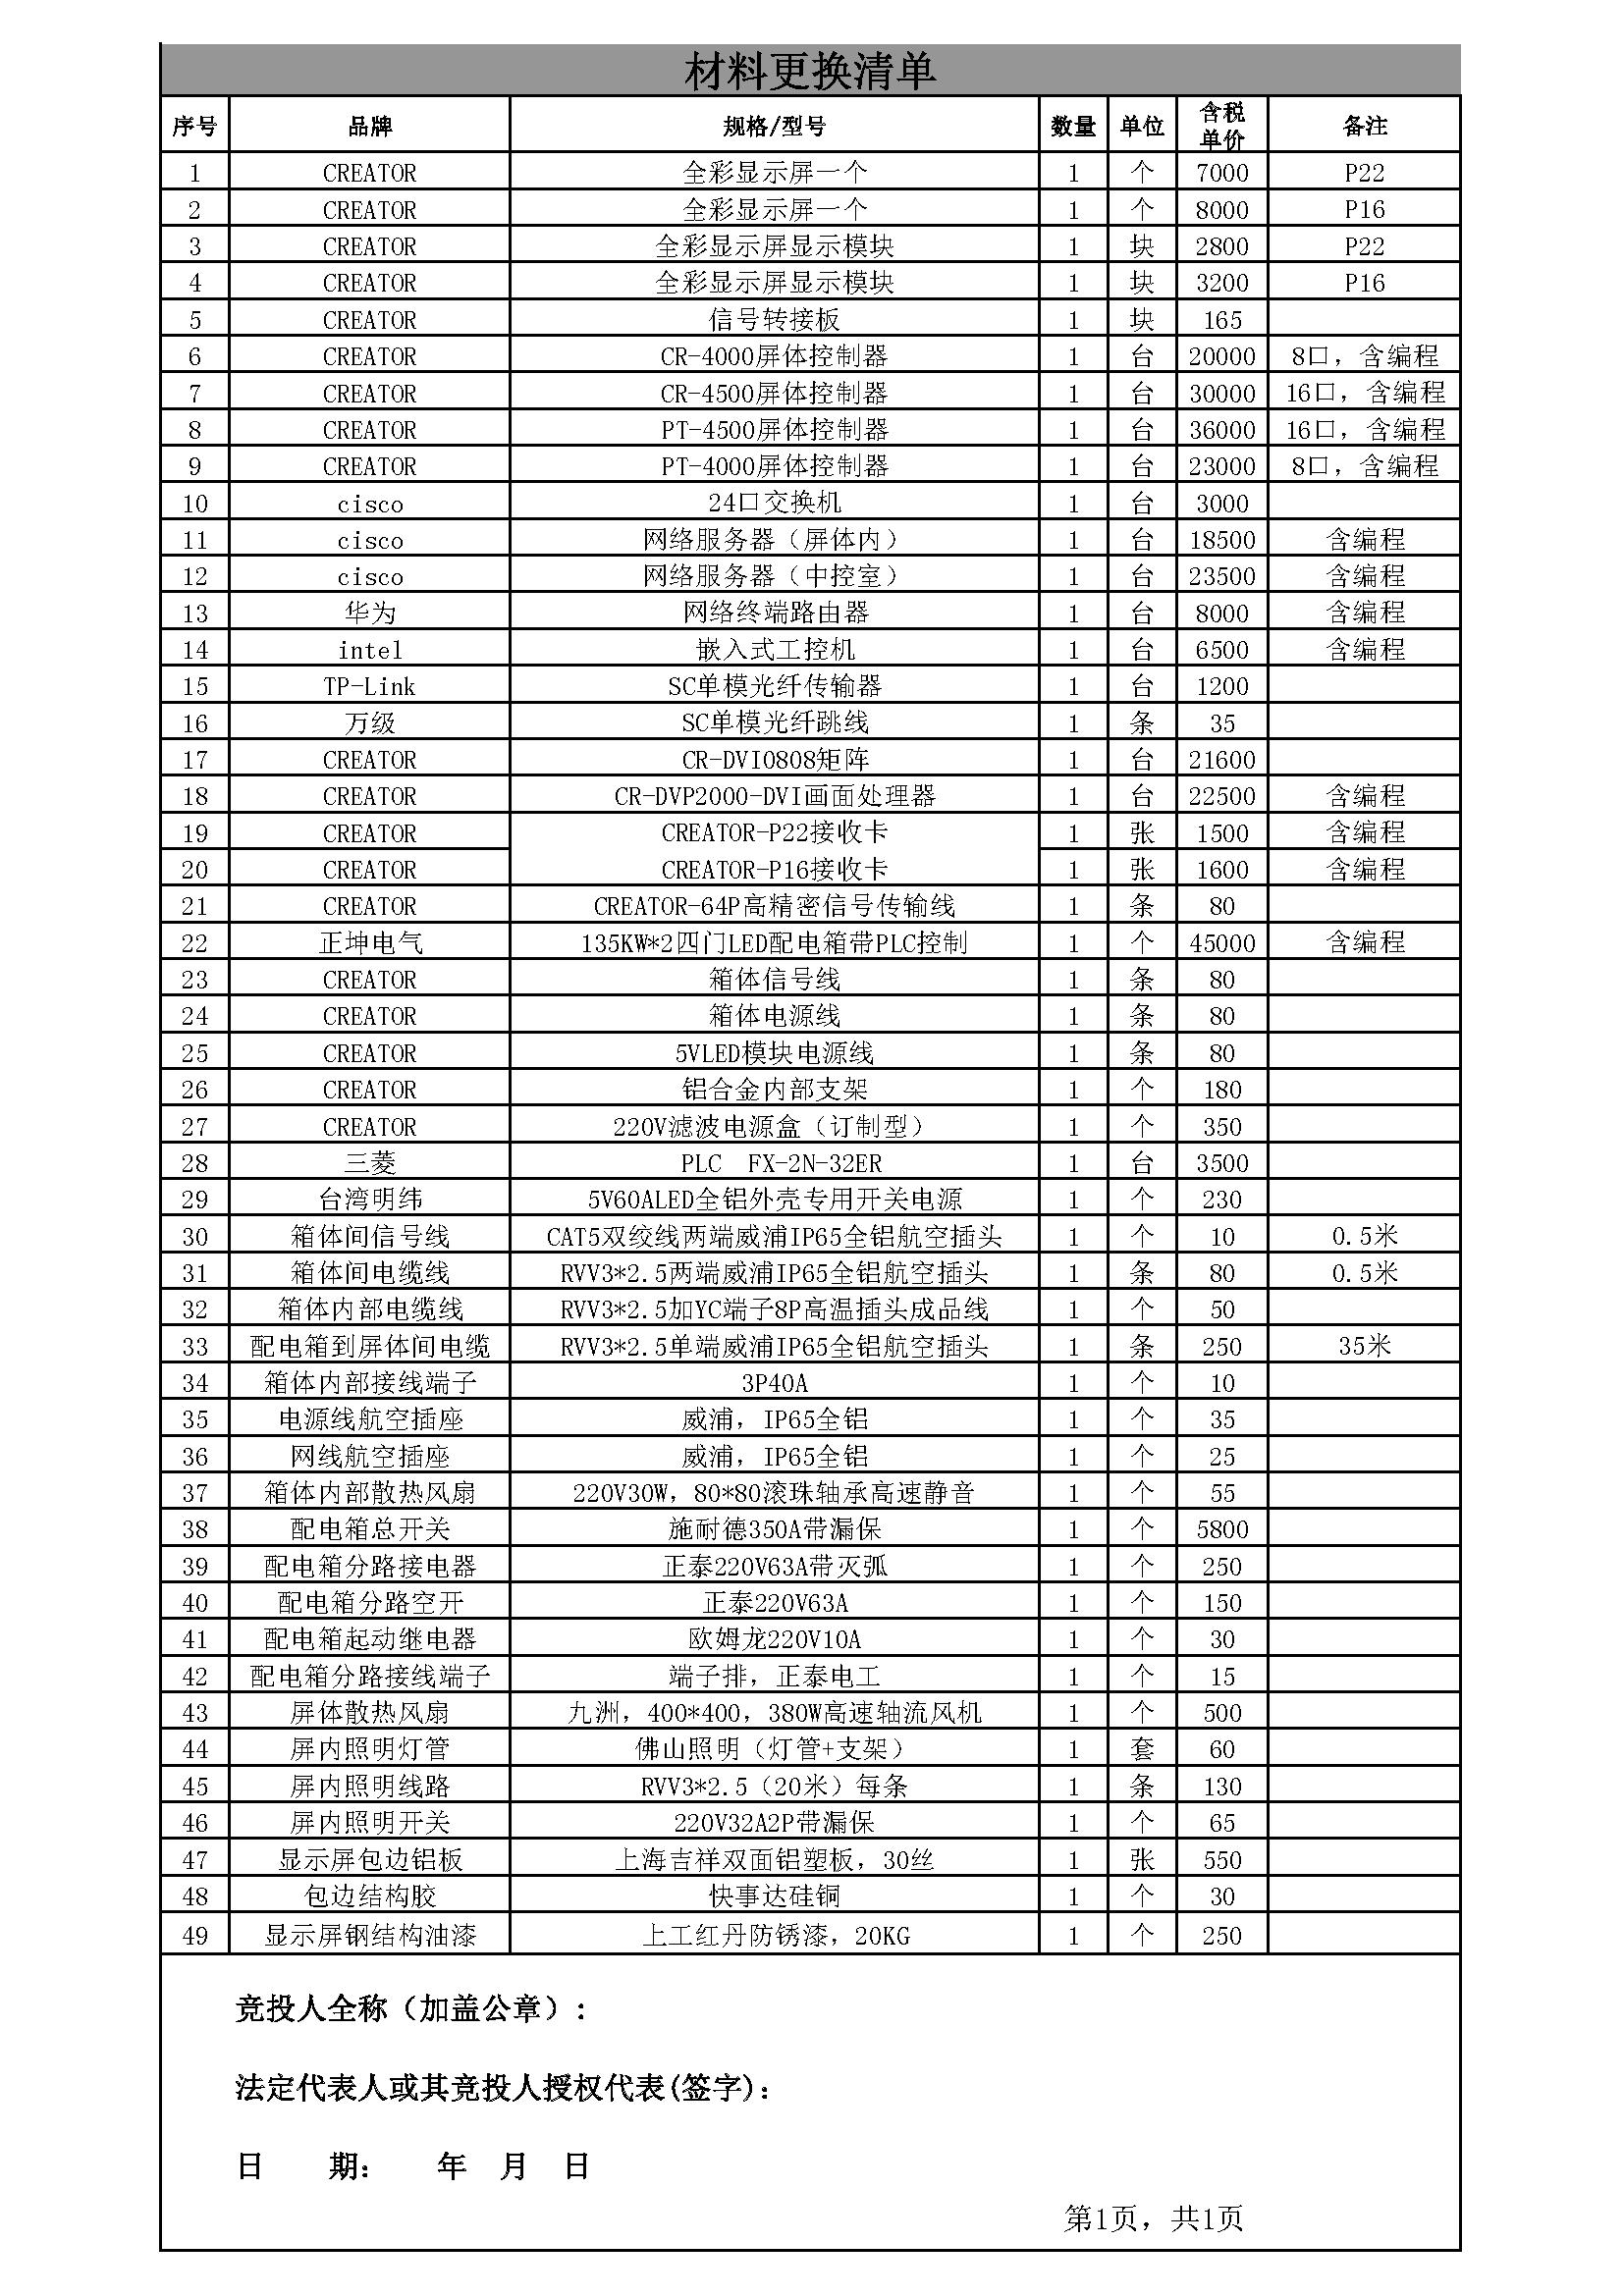 材料更换清单
序号 品牌 规格/型号 数量 单位 含税单价 备注
1 CREATOR 全彩显示屏一个 1 个 7000 P22
2 CREATOR 全彩显示屏一个 1 个 8000 P16
3 CREATOR 全彩显示屏显示模块 1 块 2800 P22
4 CREATOR 全彩显示屏显示模块 1 块 3200 P16
5 CREATOR 信号转接板 1 块 165
6 CREATOR CR-4000屏体控制器 1 台 20000 8口，含编程
7 CREATOR CR-4500屏体控制器 1 台 30000 16口，含编程
8 CREATOR PT-4500屏体控制器 1 台 36000 16口，含编程
9 CREATOR PT-4000屏体控制器 1 台 23000 8口，含编程
10 cisco 24口交换机 1 台 3000
11 cisco 网络服务器（屏体内） 1 台 18500 含编程
12 cisco 网络服务器（中控室） 1 台 23500 含编程
13 华为 网络终端路由器 1 台 8000 含编程
14 intel 嵌入式工控机 1 台 6500 含编程
15 TP-Link SC单模光纤传输器 1 台 1200
16 万级 SC单模光纤跳线 1 条 35
17 CREATOR CR-DVI0808矩阵 1 台 21600
18 CREATOR CR-DVP2000-DVI画面处理器 1 台 22500 含编程
19 CREATOR CREATOR-P22接收卡 1 张 1500 含编程
20 CREATOR CREATOR-P16接收卡 1 张 1600 含编程
21 CREATOR CREATOR-64P高精密信号传输线 1 条 80
22 正坤电气 135KW*2四门LED配电箱带PLC控制 1 个 45000 含编程
23 CREATOR 箱体信号线 1 条 80
24 CREATOR 箱体电源线 1 条 80
25 CREATOR 5VLED模块电源线 1 条 80
26 CREATOR 铝合金内部支架 1 个 180
27 CREATOR 220V滤波电源盒（订制型） 1 个 350
28 三菱 PLC FX-2N-32ER 1 台 3500
29 台湾明纬 5V60ALED全铝外壳专用开关电源 1 个 230
30 箱体间信号线 CAT5双绞线两端威浦IP65全铝航空插头 1 个 10 0.5米
31 箱体间电缆线 RVV3*2.5两端威浦IP65全铝航空插头 1 条 80 0.5米
32 箱体内部电缆线 RVV3*2.5加YC端子8P高温插头成品线 1 个 50
33 配电箱到屏体间电缆 RVV3*2.5单端威浦IP65全铝航空插头 1 条 250 35米
34 箱体内部接线端子 3P40A 1 个 10
35 电源线航空插座 威浦，IP65全铝 1 个 35
36 网线航空插座 威浦，IP65全铝 1 个 25
37 箱体内部散热风扇 220V30W，80*80滚珠轴承高速静音 1 个 55
38 配电箱总开关 施耐德350A带漏保 1 个 5800
39 配电箱分路接电器 正泰220V63A带灭弧 1 个 250
40 配电箱分路空开 正泰220V63A 1 个 150
41 配电箱起动继电器 欧姆龙220V10A 1 个 30
42 配电箱分路接线端子 端子排，正泰电工 1 个 15
43 屏体散热风扇 九洲，400*400，380W高速轴流风机 1 个 500
44 屏内照明灯管 佛山照明（灯管+支架） 1 套 60
45 屏内照明线路 RVV3*2.5（20米）每条 1 条 130
46 屏内照明开关 220V32A2P带漏保 1 个 65
47 显示屏包边铝板 上海吉祥双面铝塑板，30丝 1 张 550
48 包边结构胶 快事达硅铜 1 个 30
49 显示屏钢结构油漆 上工红丹防锈漆，20KG 1 个 250
竞投人全称（加盖公章）:
法定代表人或其竞投人授权代表(签字):
日 期: 年 月 日
第1页，共1页